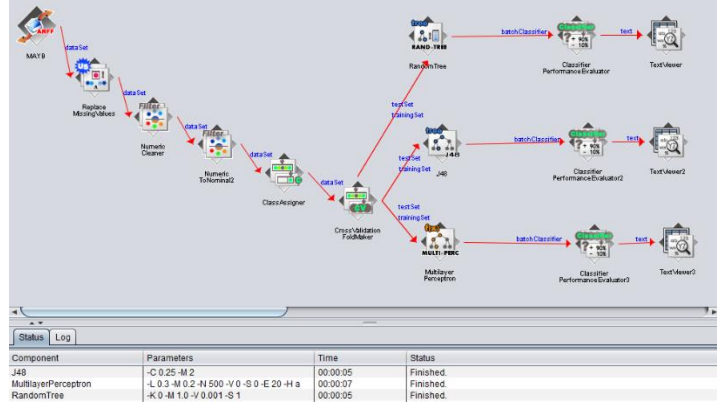 ARFF
MAYB
dataSet
Replace
MissingValues
dataSet
Filter
Numeric
Cleaner
dataSet
Filter
Numeric
ToNominal2
dataSet
ClassAssigner
dataSet
CrossValidation
FoldMaker
RAND-TREE
RandomTree
batchClassifier
Classifier
PerformanceEvaluator
text
TextViewer
testSet
trainingSet
testSet
trainingSet
J48
J48
batchClassifier
Classifier
PerformanceEvaluator2
text
TextViewer2
testSet
trainingSet
MULTI-PERC
Multilayer
Perceptron
batchClassifier
Classifier
PerformanceEvaluator3
text
TextViewer3
Status Log
Component Parameters Time Status
J48 -C 0.25 -M 2 00:00:05 Finished.
MultilayerPerceptron -L 0.3 -M 0.2 -N 500 -V 0 -S 0 -E 20 -H a 00:00:07 Finished.
RandomTree -K 0 -M 1.0 -V 0.001 -S 1 00:00:05 Finished.